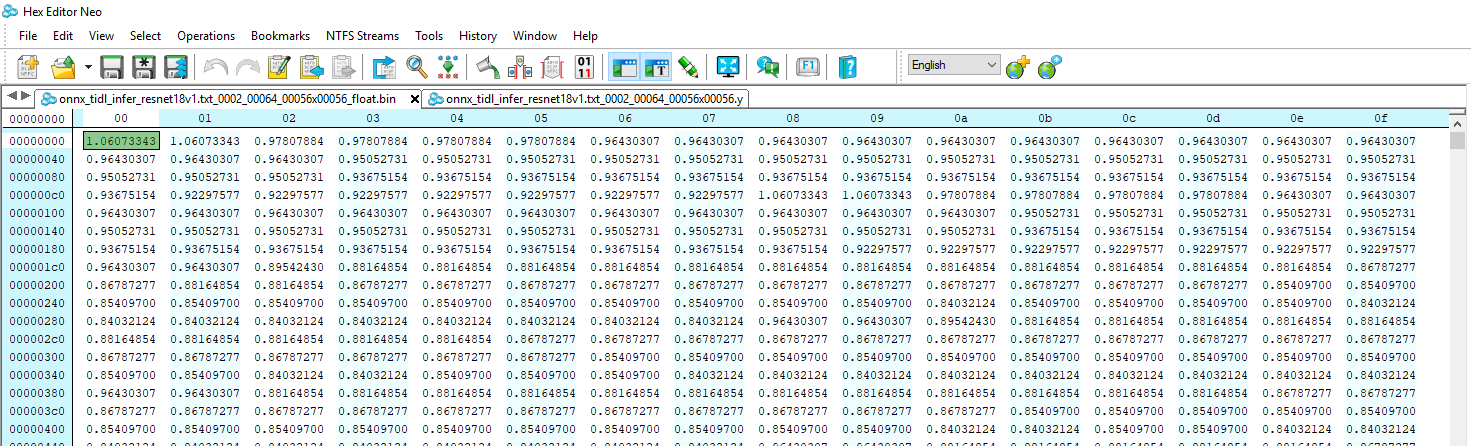 Hex Editor Neo
File Edit View Select Operations Bookmarks NTFS Streams Tools History Window Help
English
onnx_tidl_infer_resnet18v1.txt_0002_00064_00056x00056_float.bin onnx_tidl_infer_resnet18v1.txt_0002_00064_00056x00056.y
00000000 00 01 02 03 04 05 06 07 08 09 0a 0b 0c 0d 0e 0f
00000000 1.06073343 1.06073343 0.97807884 0.97807884 0.97807884 0.97807884 0.96430307 0.96430307 0.96430307 0.96430307 0.96430307 0.96430307 0.96430307 0.96430307 0.96430307 0.96430307
00000040 0.96430307 0.96430307 0.96430307 0.95052731 0.95052731 0.95052731 0.95052731 0.95052731 0.95052731 0.95052731 0.95052731 0.95052731 0.95052731 0.95052731 0.95052731 0.95052731
00000080 0.95052731 0.95052731 0.95052731 0.93675154 0.93675154 0.93675154 0.93675154 0.93675154 0.93675154 0.93675154 0.93675154 0.93675154 0.93675154 0.93675154 0.93675154 0.93675154
000000c0 0.93675154 0.92297577 0.92297577 0.92297577 0.92297577 0.92297577 0.92297577 0.92297577 1.06073343 1.06073343 0.97807884 0.97807884 0.97807884 0.97807884 0.96430307 0.96430307
00000100 0.96430307 0.96430307 0.96430307 0.96430307 0.96430307 0.96430307 0.96430307 0.96430307 0.96430307 0.96430307 0.96430307 0.95052731 0.95052731 0.95052731 0.95052731 0.95052731
00000140 0.95052731 0.95052731 0.95052731 0.95052731 0.95052731 0.95052731 0.95052731 0.95052731 0.95052731 0.95052731 0.95052731 0.93675154 0.93675154 0.93675154 0.93675154 0.93675154
00000180 0.93675154 0.93675154 0.93675154 0.93675154 0.93675154 0.93675154 0.93675154 0.93675154 0.93675154 0.92297577 0.92297577 0.92297577 0.92297577 0.92297577 0.92297577 0.92297577
000001c0 0.96430307 0.96430307 0.89542430 0.88164854 0.88164854 0.88164854 0.88164854 0.88164854 0.88164854 0.88164854 0.88164854 0.88164854 0.88164854 0.88164854 0.88164854 0.86787277
00000200 0.86787277 0.88164854 0.86787277 0.86787277 0.86787277 0.86787277 0.86787277 0.86787277 0.86787277 0.86787277 0.86787277 0.86787277 0.86787277 0.86787277 0.85409700 0.85409700
00000240 0.85409700 0.85409700 0.85409700 0.85409700 0.85409700 0.85409700 0.85409700 0.85409700 0.85409700 0.85409700 0.85409700 0.85409700 0.85409700 0.85409700 0.85409700 0.84032124
00000280 0.84032124 0.84032124 0.84032124 0.84032124 0.84032124 0.84032124 0.84032124 0.84032124 0.96430307 0.96430307 0.89542430 0.88164854 0.88164854 0.88164854 0.88164854 0.88164854
000002c0 0.88164854 0.88164854 0.88164854 0.88164854 0.88164854 0.88164854 0.88164854 0.86787277 0.86787277 0.88164854 0.86787277 0.86787277 0.86787277 0.86787277 0.86787277 0.86787277
00000300 0.86787277 0.86787277 0.86787277 0.86787277 0.86787277 0.86787277 0.85409700 0.85409700 0.85409700 0.85409700 0.85409700 0.85409700 0.85409700 0.85409700 0.85409700 0.85409700
00000340 0.85409700 0.85409700 0.85409700 0.85409700 0.85409700 0.85409700 0.85409700 0.84032124 0.84032124 0.84032124 0.84032124 0.84032124 0.84032124 0.84032124 0.84032124 0.84032124
00000380 0.96430307 0.96430307 0.88164854 0.88164854 0.88164854 0.88164854 0.88164854 0.88164854 0.88164854 0.88164854 0.88164854 0.88164854 0.88164854 0.88164854 0.86787277 0.86787277
000003c0 0.86787277 0.86787277 0.86787277 0.86787277 0.86787277 0.86787277 0.86787277 0.86787277 0.86787277 0.86787277 0.85409700 0.85409700 0.85409700 0.85409700 0.85409700 0.85409700
00000400 0.85409700 0.85409700 0.85409700 0.85409700 0.85409700 0.85409700 0.85409700 0.85409700 0.85409700 0.85409700 0.84032124 0.84032124 0.84032124 0.84032124 0.84032124 0.84032124